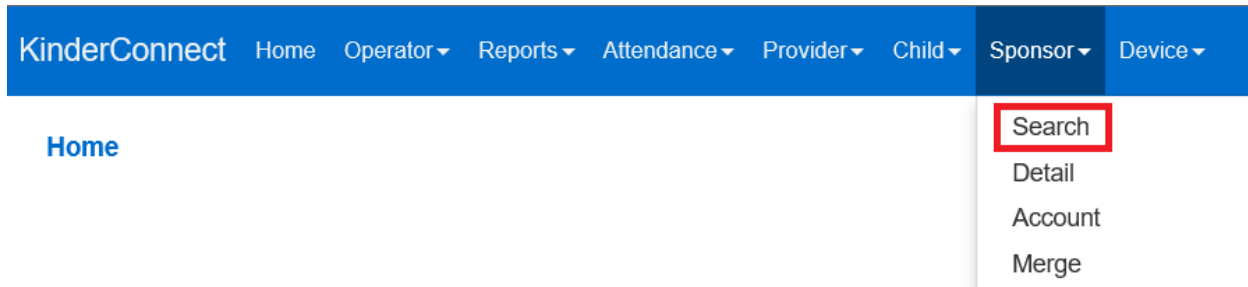 KinderConnect Home Operator Reports Attendance Provider Child Sponsor Device
Home
Search
Detail
Account
Merge